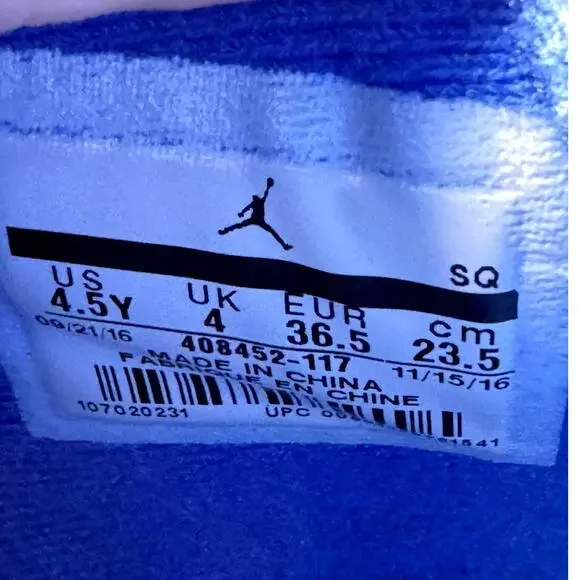 SQ
US UK EUR cm
4.5Y 4 36.5 23.5
09/21/16 408452-117 11/15/16
MADE IN CHINA
FABRIQUE EN CHINE
107020231 UPC